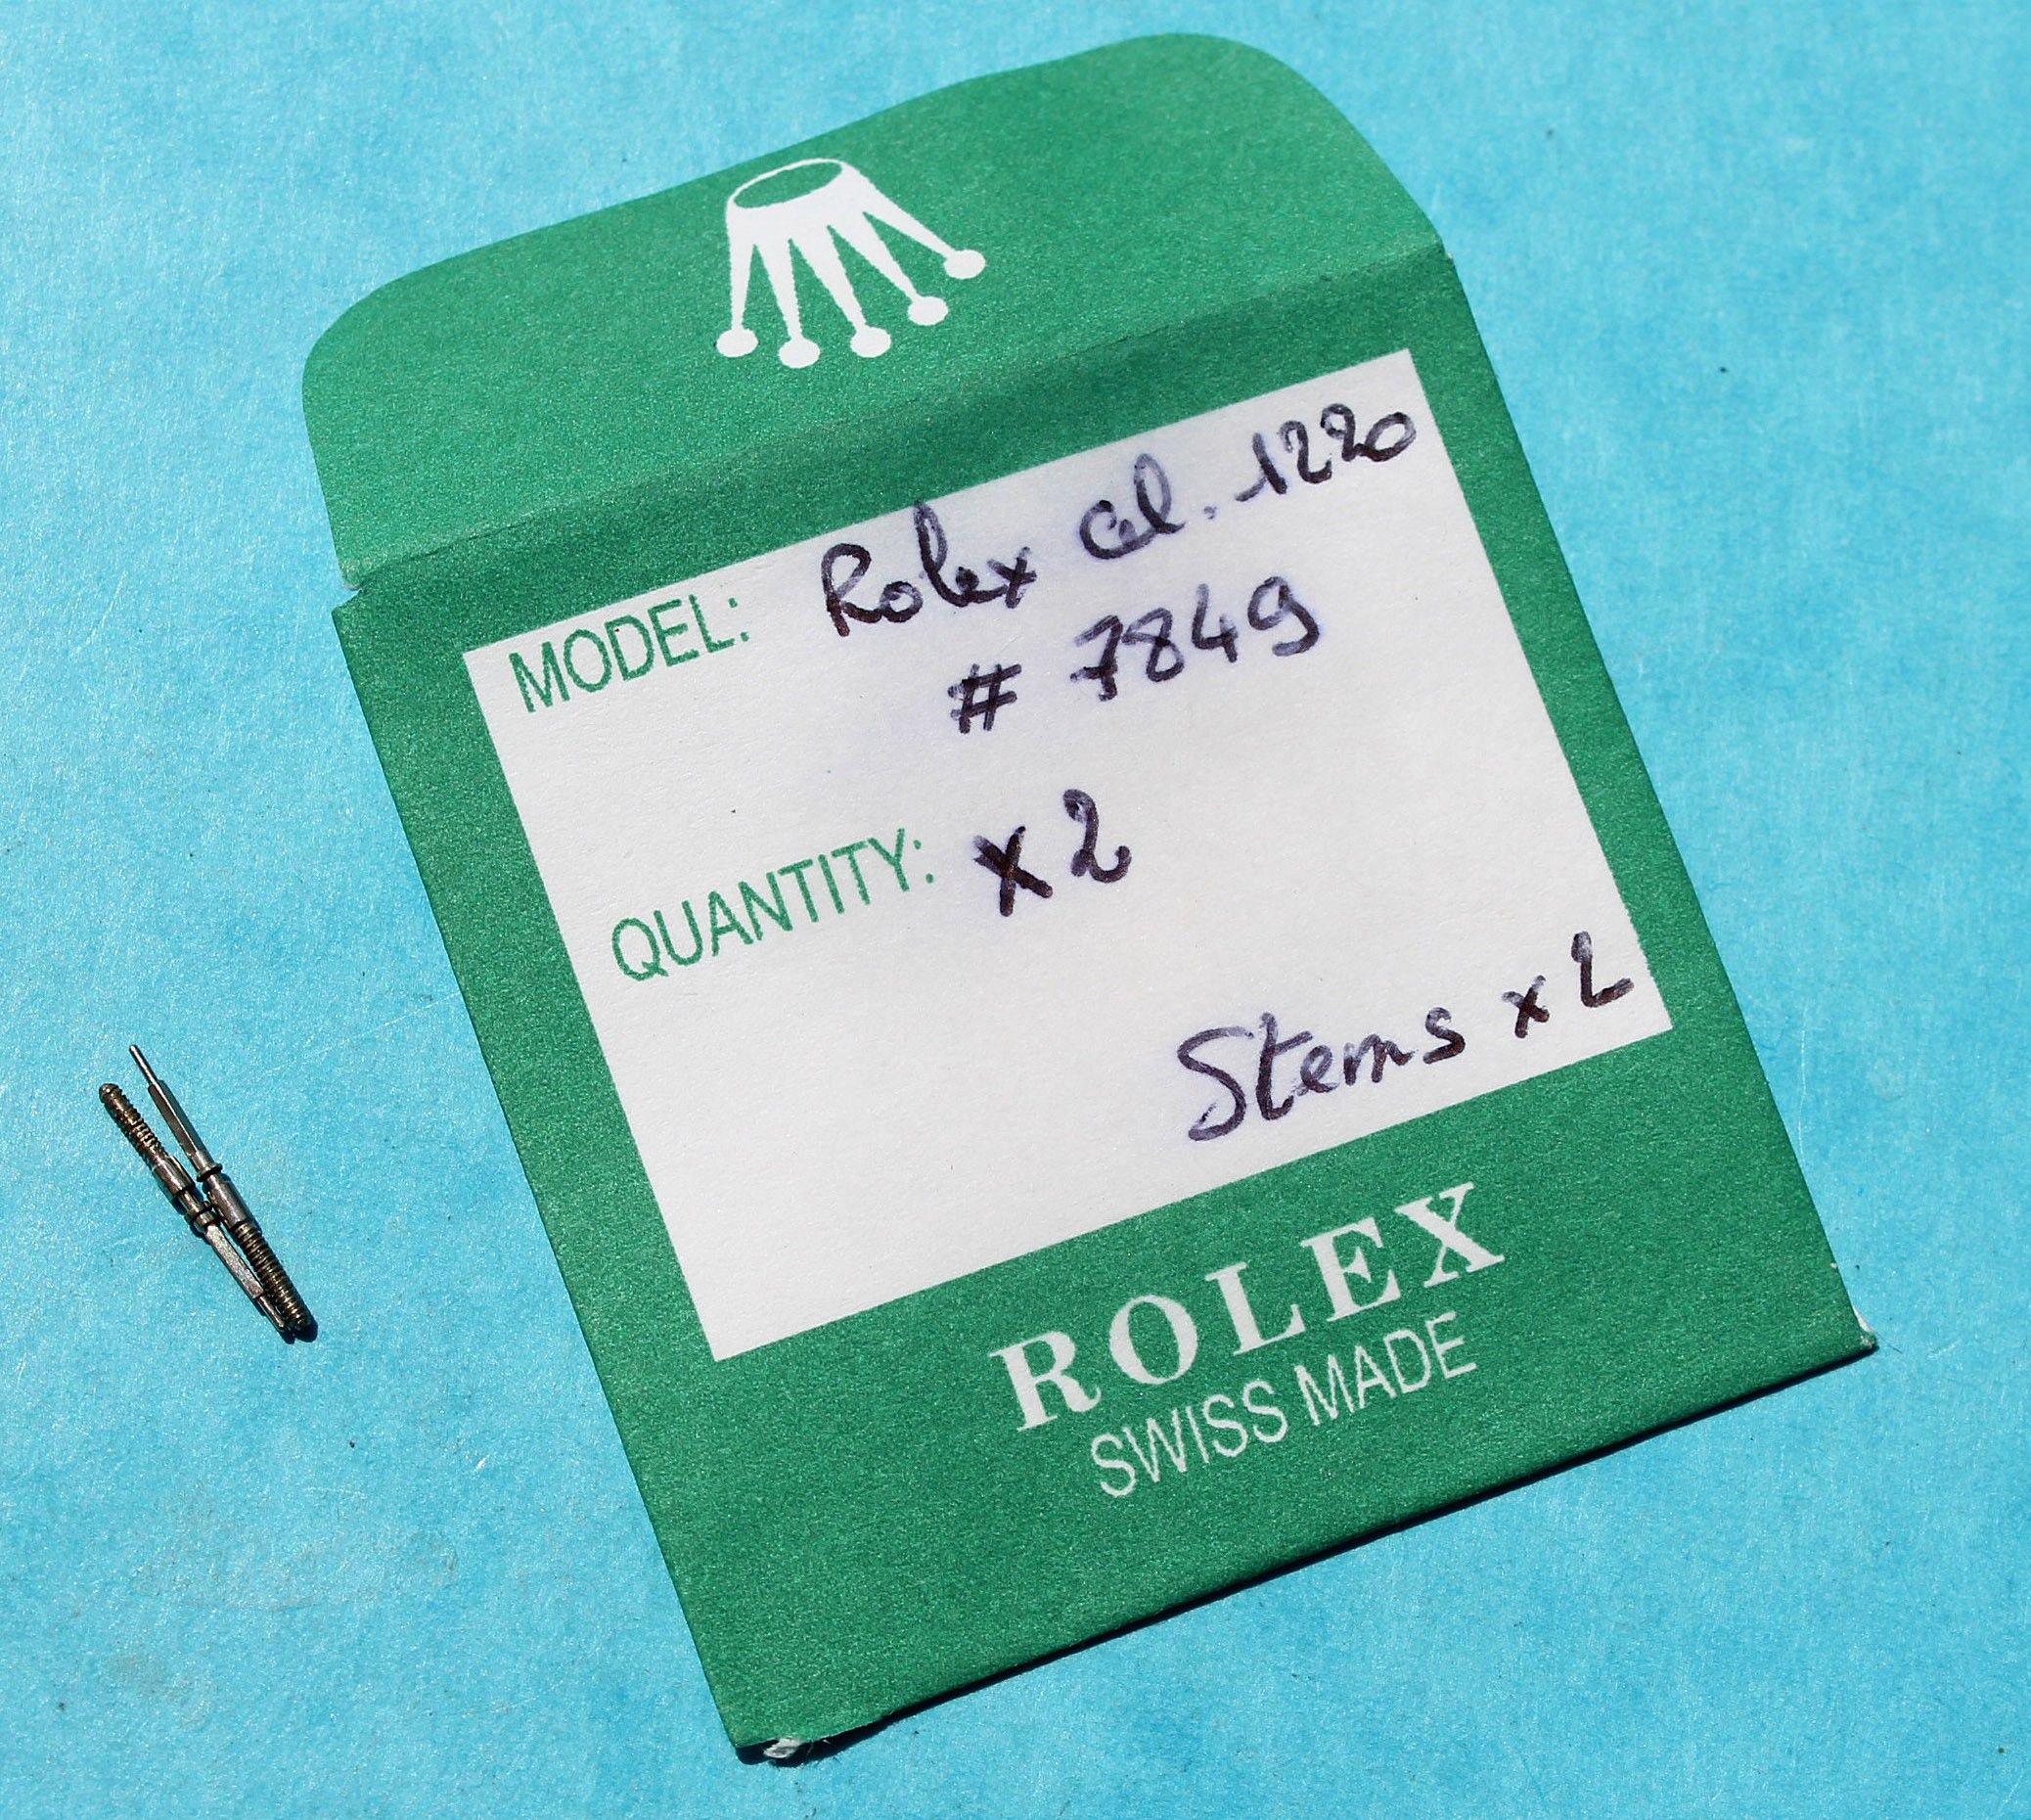 MODEL: Rolex Cal. 1220
# 7849
QUANTITY: x2
Stems x2
ROLEX
SWISS MADE